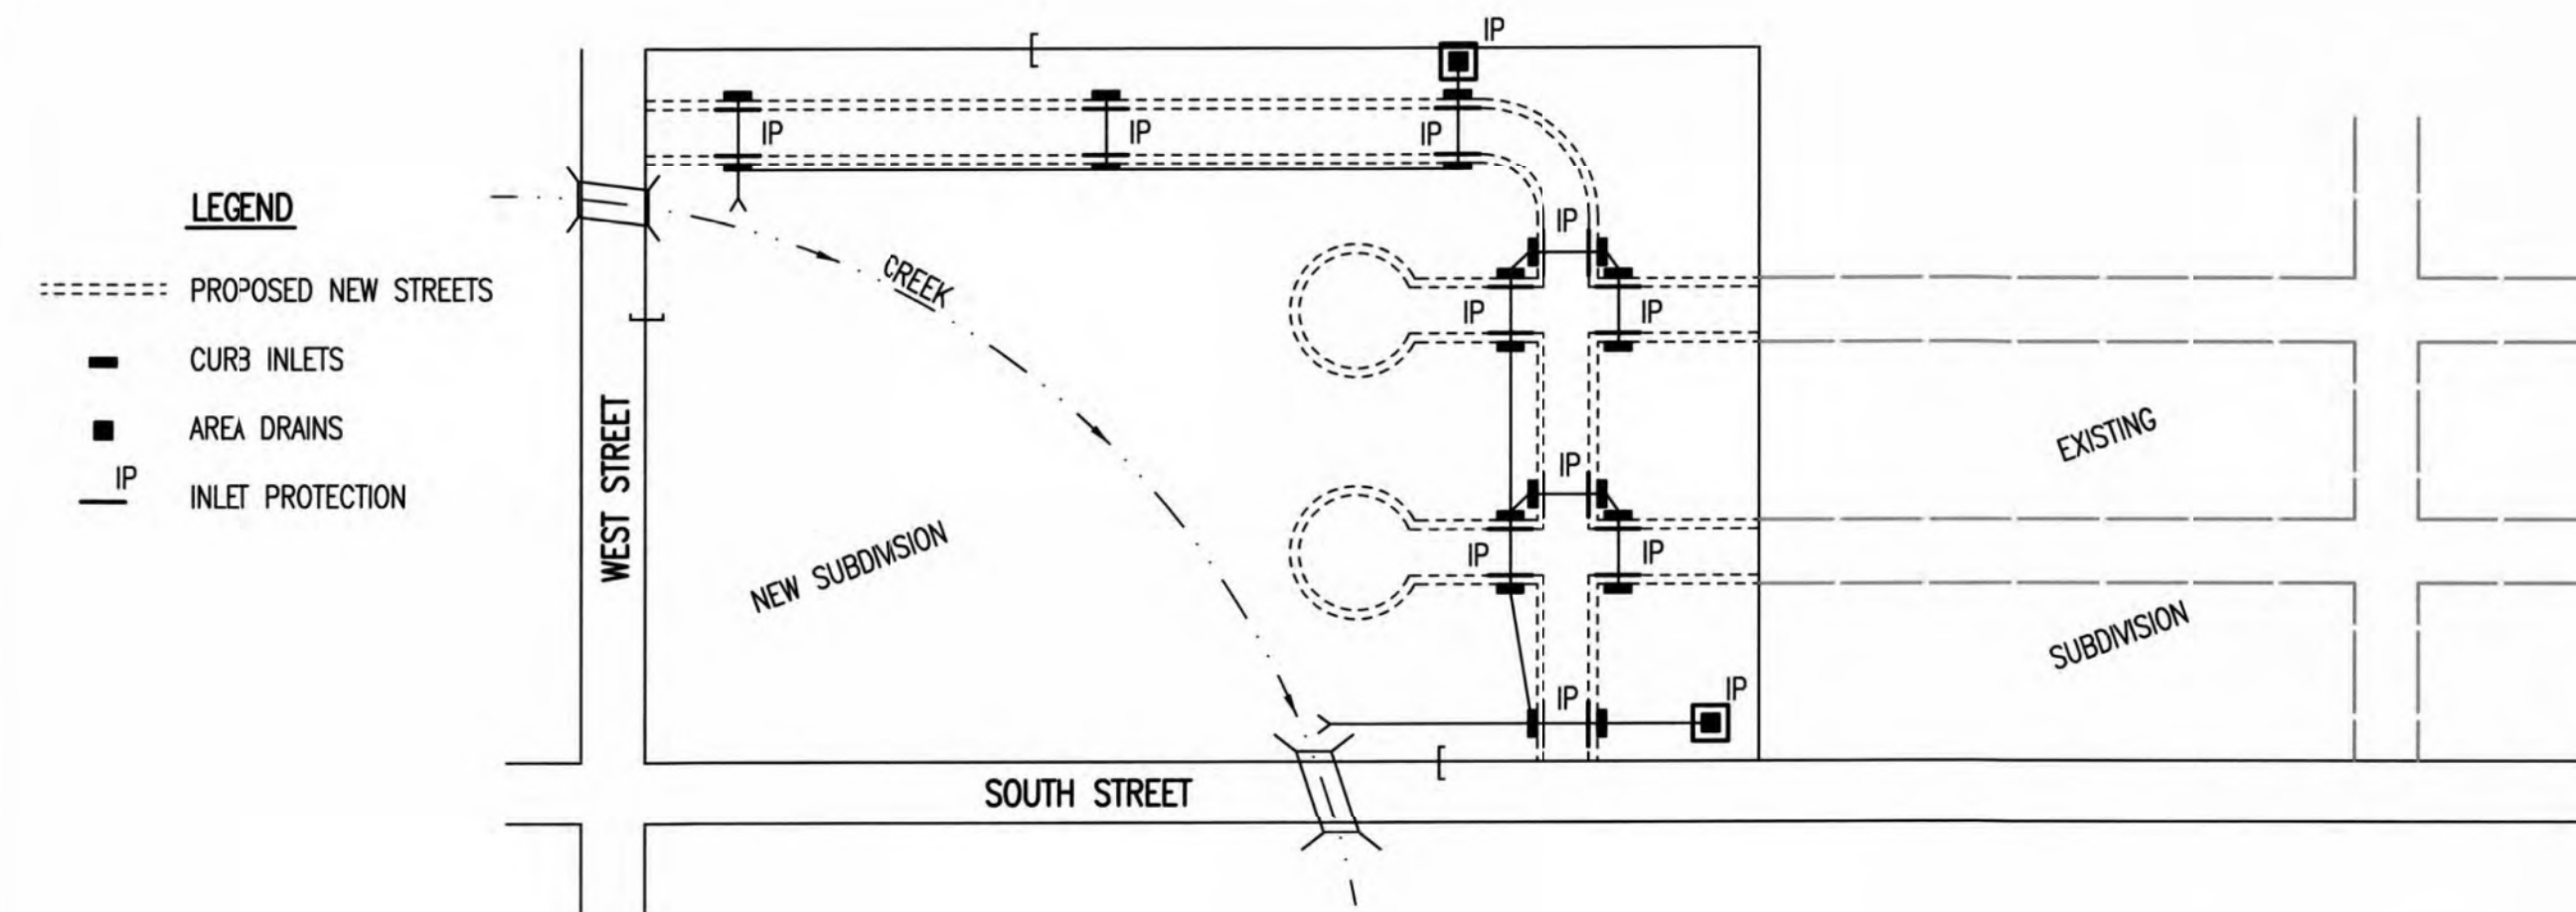 IP
IP
IP
IP
LEGEND
IP
PROPOSED NEW STREETS
CREEK
IP
IP
CURB INLETS
WEST STREET
AREA DRAINS
EXISTING
IP
IP
INLET PROTECTION
NEW SUBDIVISION
IP
IP
SUBDIVISION
IP
IP
SOUTH STREET